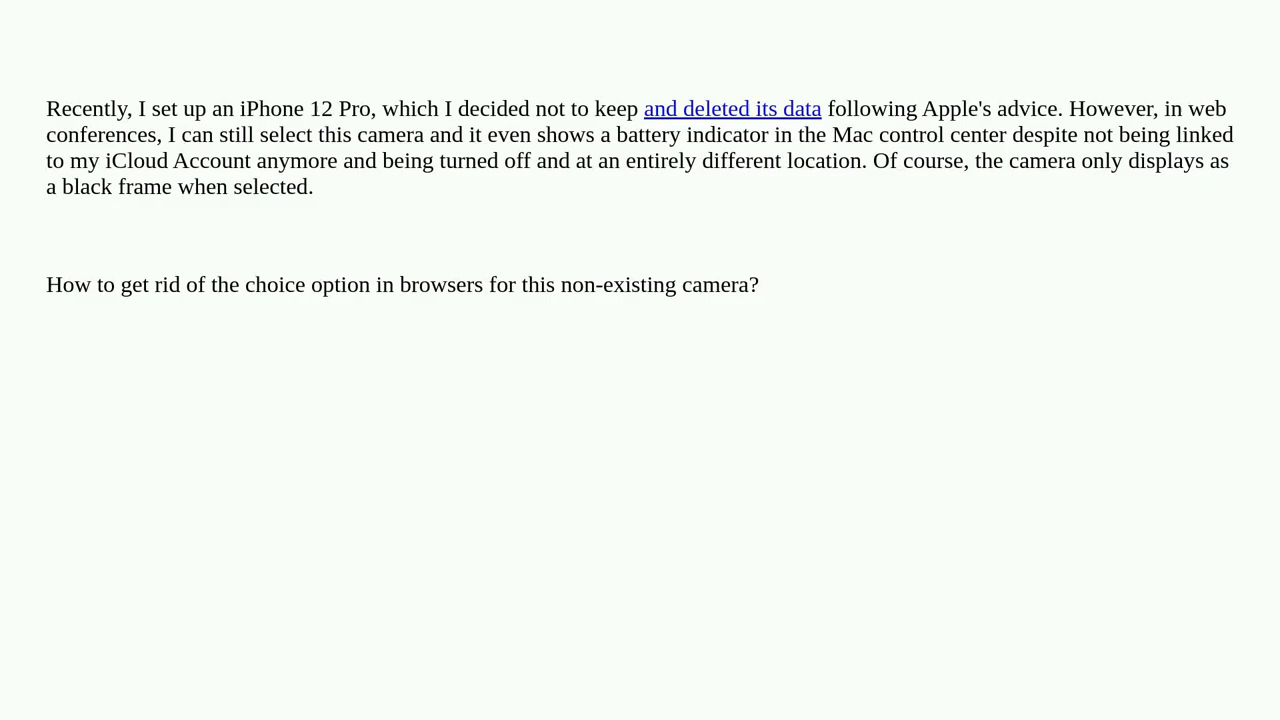 Recently, I set up an iPhone 12 Pro, which I decided not to keep and deleted its data following Apple's advice. However, in web
conferences, I can still select this camera and it even shows a battery indicator in the Mac control center despite not being linked
to my iCloud Account anymore and being turned off and at an entirely different location. Of course, the camera only displays as
a black frame when selected.
How to get rid of the choice option in browsers for this non-existing camera?